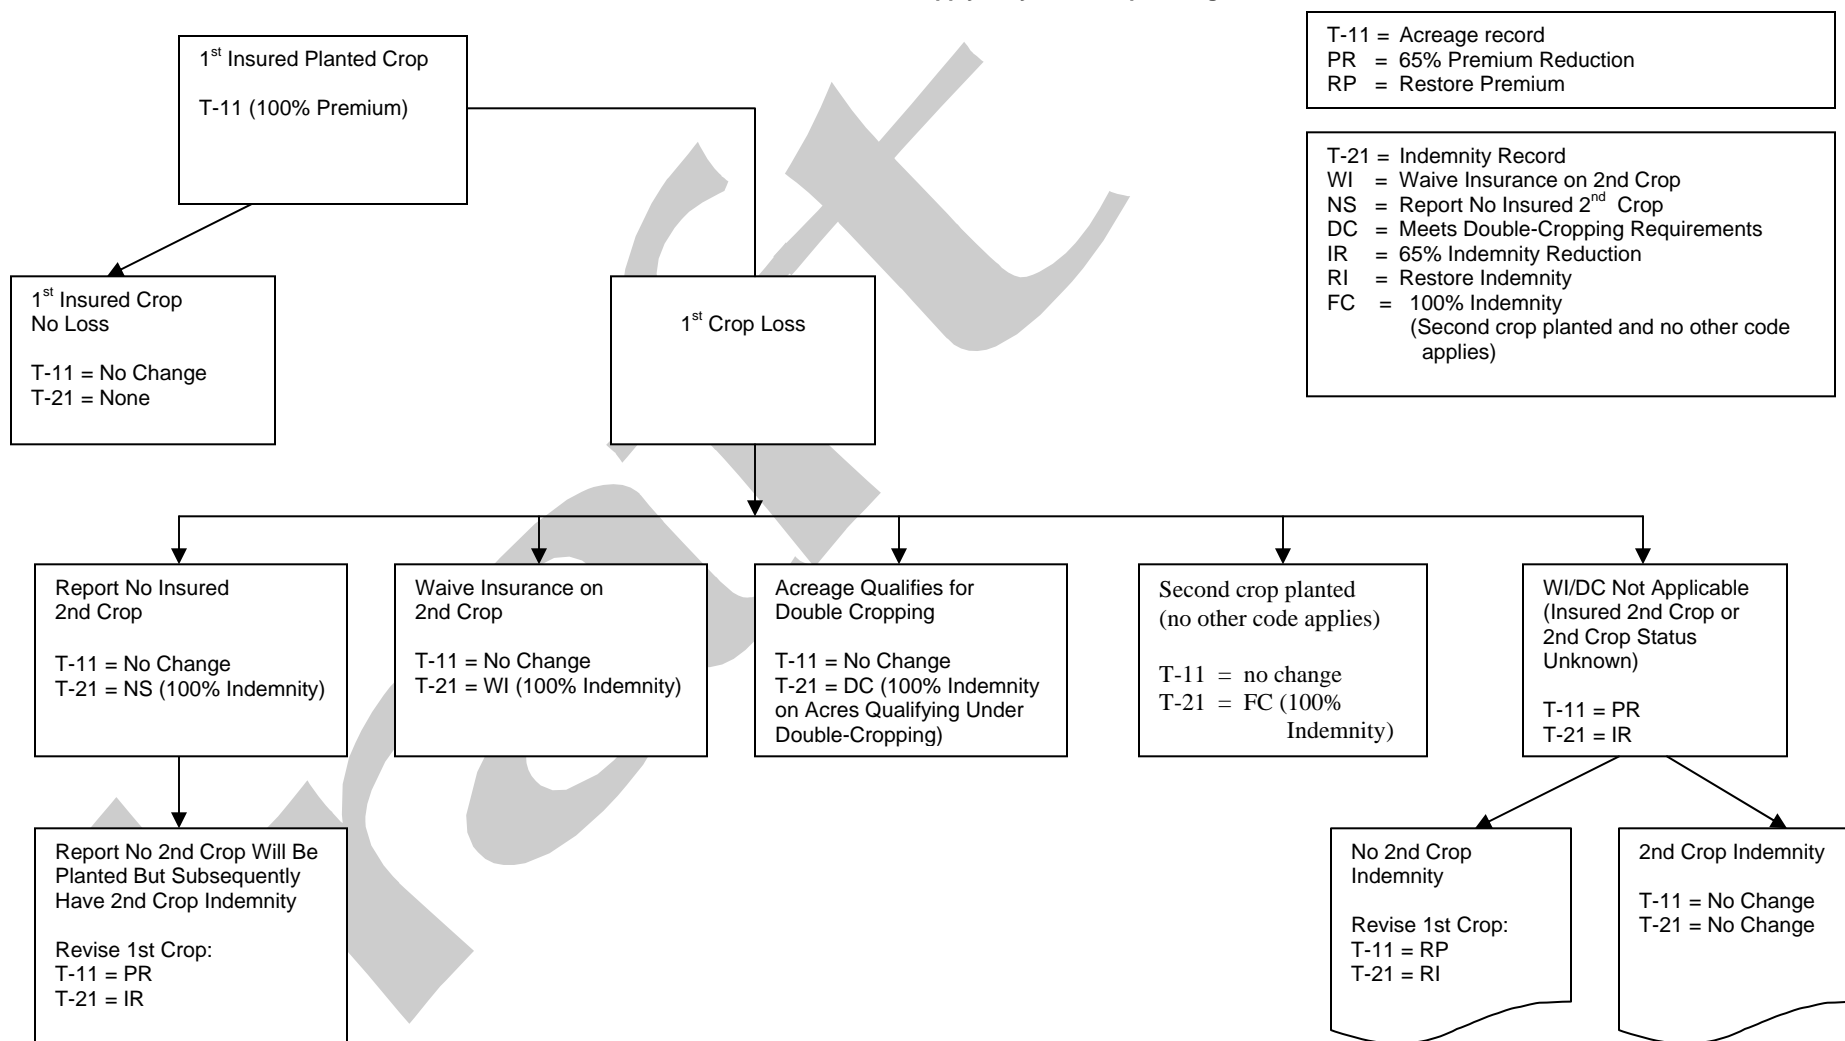 1st Insured Planted Crop
T-11 (100% Premium)
T-11 = Acreage record
PR = 65% Premium Reduction
RP = Restore Premium
T-21 = Indemnity Record
WI = Waive Insurance on 2nd Crop
NS = Report No Insured 2nd Crop
DC = Meets Double-Cropping Requirements
IR = 65% Indemnity Reduction
RI = Restore Indemnity
FC = 100% Indemnity
(Second crop planted and no other code
applies)
1st Insured Crop
No Loss
T-11 = No Change
T-21 = None
1st Crop Loss
Report No Insured
2nd Crop
T-11 = No Change
T-21 = NS (100% Indemnity)
Waive Insurance on
2nd Crop
T-11 = No Change
T-21 = WI (100% Indemnity)
Acreage Qualifies for
Double Cropping
T-11 = No Change
T-21 = DC (100% Indemnity
on Acres Qualifying Under
Double-Cropping)
Second crop planted
(no other code applies)
T-11 = no change
T-21 = FC (100%
Indemnity)
WI/DC Not Applicable
(Insured 2nd Crop or
2nd Crop Status
Unknown)
T-11 = PR
T-21 = IR
Report No 2nd Crop Will Be
Planted But Subsequently
Have 2nd Crop Indemnity
Revise 1st Crop:
T-11 = PR
T-21 = IR
No 2nd Crop
Indemnity
Revise 1st Crop:
T-11 = RP
T-21 = RI
2nd Crop Indemnity
T-11 = No Change
T-21 = No Change